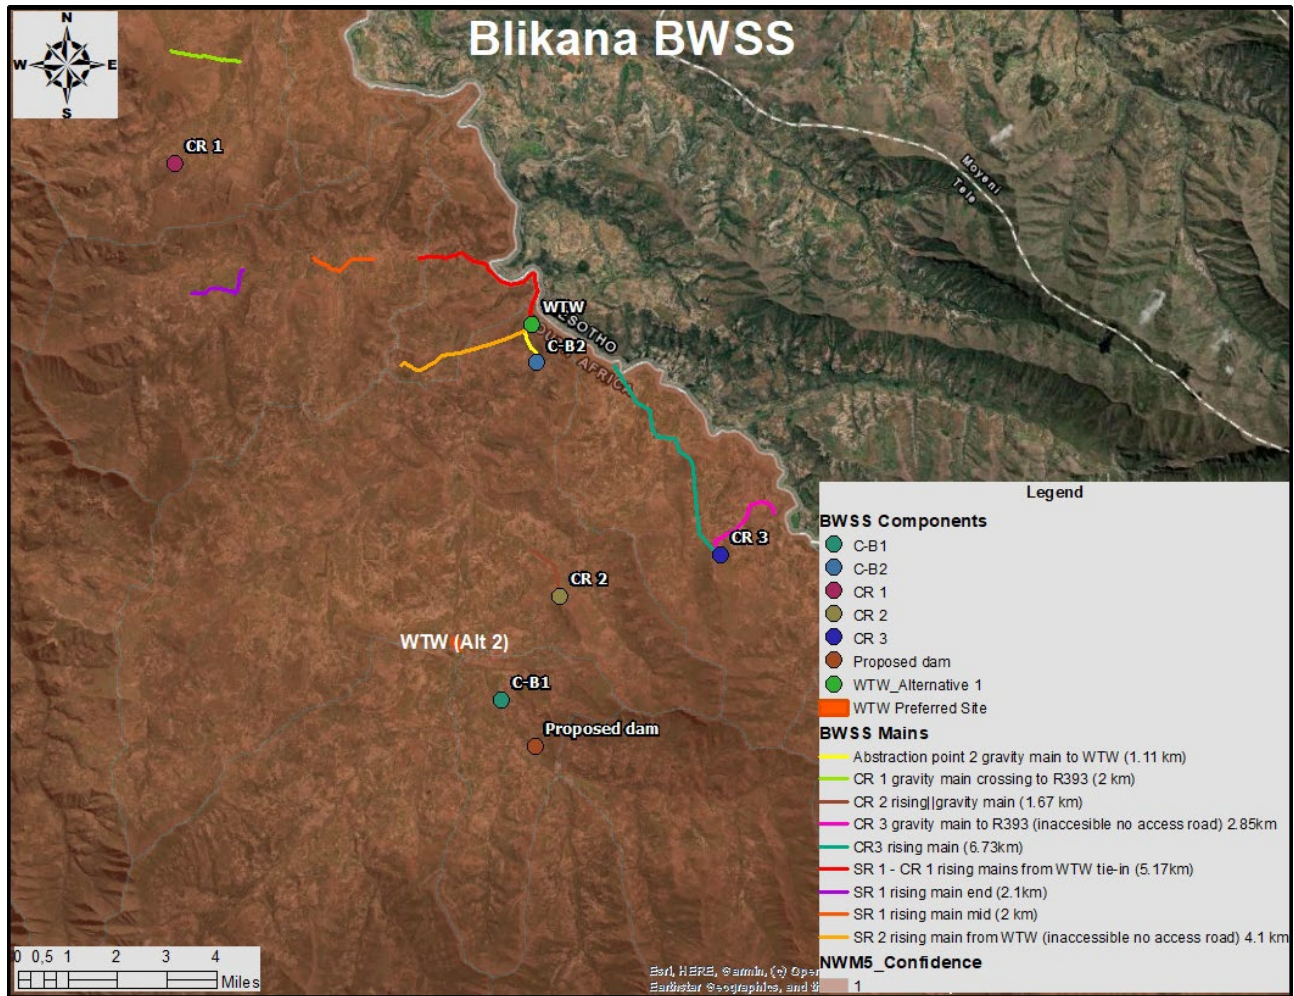 Blikana BWSS
N
W E
S
CR 1
Moyeni
Tele
WTW
LESOTHO
C-B2
SOUTH AFRICA
CR 3
CR 2
WTW (Alt 2)
C-B1
Proposed dam
Legend
BWSS Components
C-B1
C-B2
CR 1
CR 2
CR 3
Proposed dam
WTW_Alternative 1
WTW Preferred Site
BWSS Mains
Abstraction point 2 gravity main to WTW (1.11 km)
CR 1 gravity main crossing to R393 (2 km)
CR 2 rising||gravity main (1.67 km)
CR 3 gravity main to R393 (inaccesible no access road) 2.85km
CR3 rising main (6.73km)
SR 1 - CR 1 rising mains from WTW tie-in (5.17km)
SR 1 rising main end (2.1km)
SR 1 rising main mid (2 km)
SR 2 rising main from WTW (inaccessible no access road) 4.1 km
NWM5_Confidence
1
0 0,5 1 2 3 4
Miles
Esri, HERE, Garmin, (c) Open
Earthstar Geographics, and th